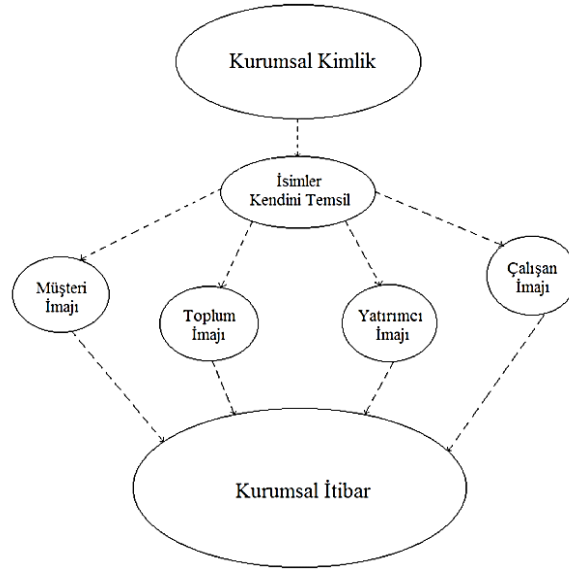 Kurumsal Kimlik
İsimler
Kendini Temsil
Müşteri
İmajı
Toplum
İmajı
Yatırımcı
İmajı
Çalışan
İmajı
Kurumsal İtibar